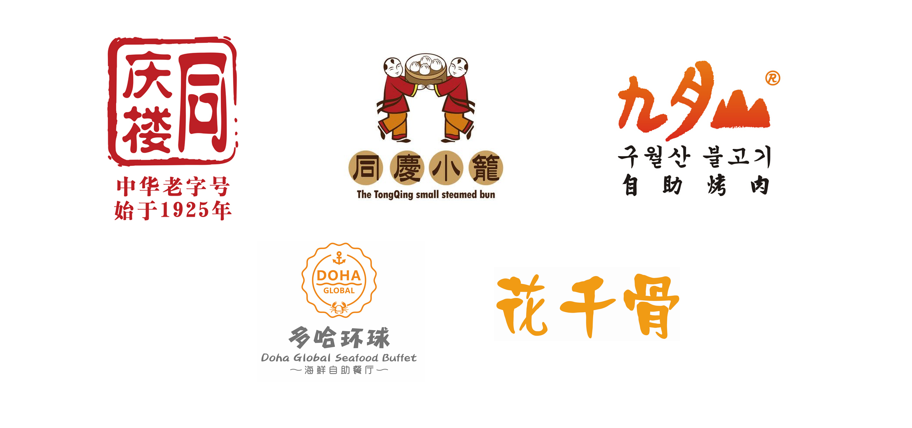 同庆楼
中华老字号
始于1925年
同慶小籠
The TongQing small steamed bun
九月山®
구월산 불고기
自助烤肉
DOHA
GLOBAL
多哈环球
Doha Global Seafood Buffet
~海鲜自助餐厅~
花千骨